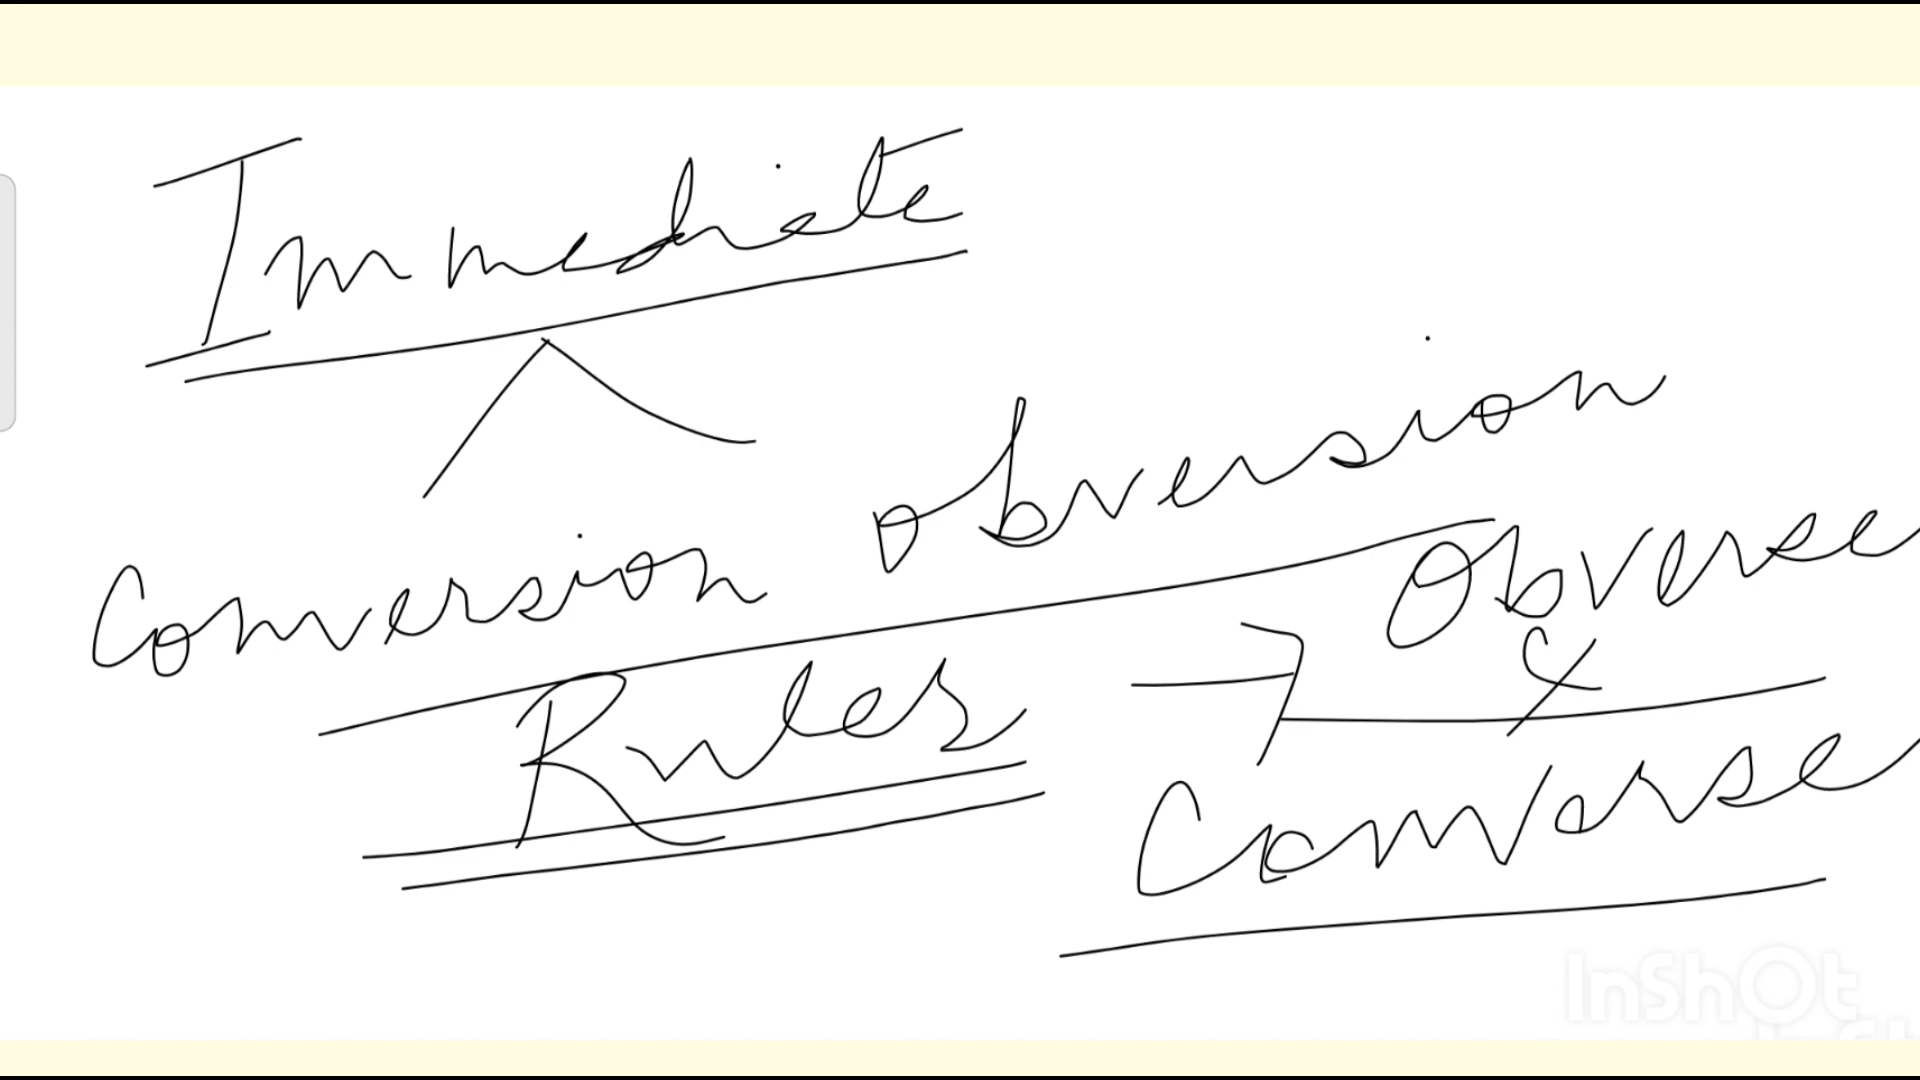 Immediate
Conversion obversion
Rules → Obverse
&
Converse
InShOt